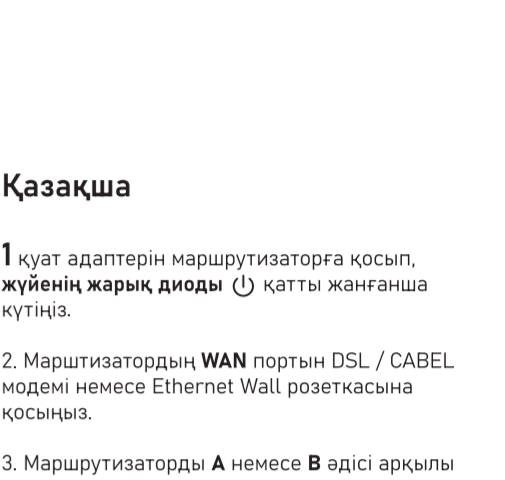 Қазақша
1 қуат адаптерін маршрутизаторға қосып,
жүйенің жарық диоды ⏻ қатты жанғанша
күтіңіз.
2. Марштизатордың WAN портын DSL / CABEL
модемі немесе Ethernet Wall розеткасына
қосыңыз.
3. Маршрутизаторды A немесе B әдісі арқылы